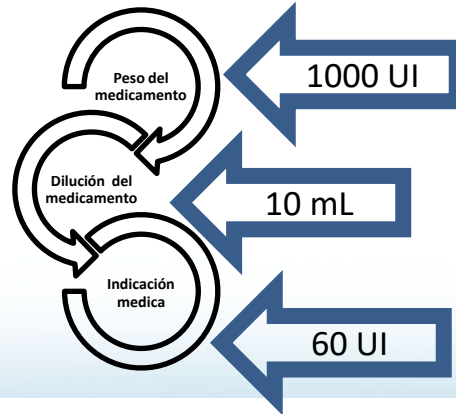 Peso del
medicamento
1000 UI
Dilución del
medicamento
10 mL
Indicación
medica
60 UI